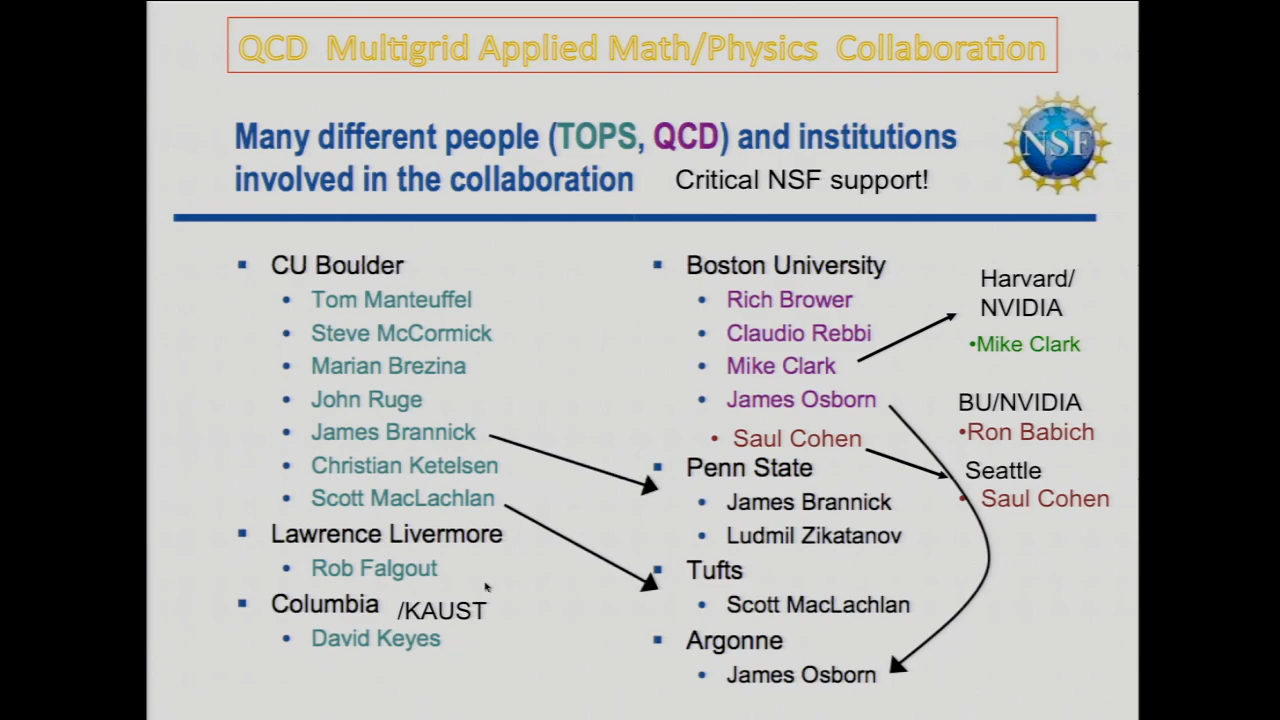 QCD Multigrid Applied Math/Physics Collaboration
Many different people (TOPS, QCD) and institutions
involved in the collaboration Critical NSF support!
NSF
CU Boulder
Tom Manteuffel
Steve McCormick
Marian Brezina
John Ruge
James Brannick
Christian Ketelsen
Scott MacLachlan
Lawrence Livermore
Rob Falgout
Columbia /KAUST
David Keyes
Boston University
Rich Brower
Claudio Rebbi
Mike Clark
James Osborn
Saul Cohen
Penn State
James Brannick
Ludmil Zikatanov
Tufts
Scott MacLachlan
Argonne
James Osborn
Harvard/
NVIDIA
•Mike Clark
BU/NVIDIA
•Ron Babich
Seattle
• Saul Cohen